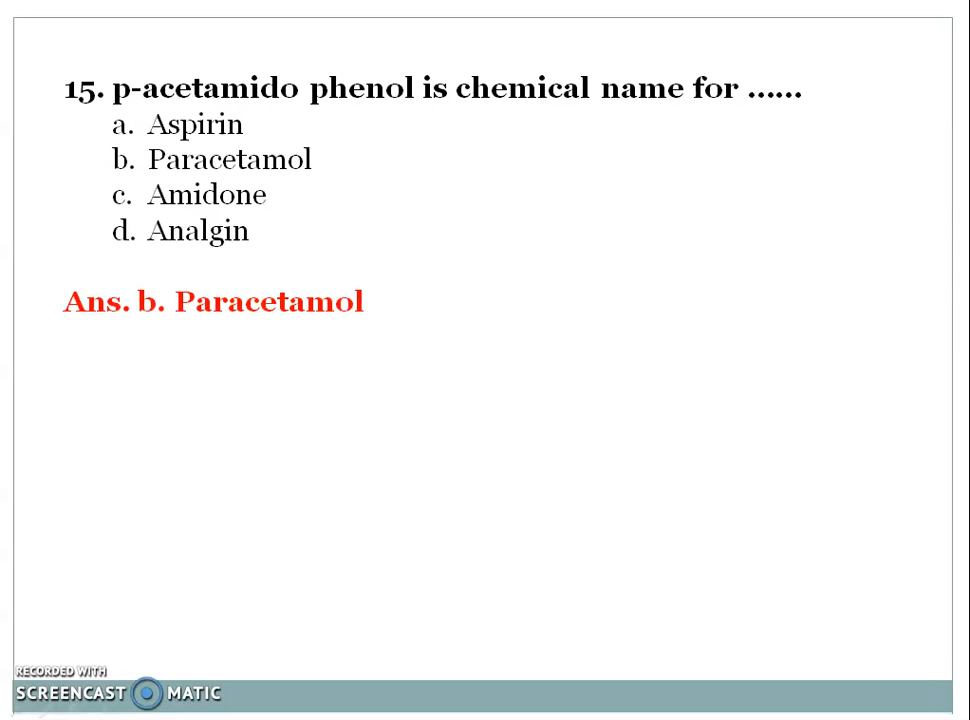 15. p-acetamido phenol is chemical name for ......
a. Aspirin
b. Paracetamol
c. Amidone
d. Analgin
Ans. b. Paracetamol
RECORDED WITH
SCREENCAST MATIC